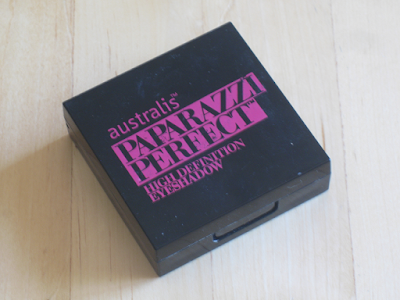 australis™
PAPARAZZI
PERFECT™
HIGH DEFINITION
EYESHADOW